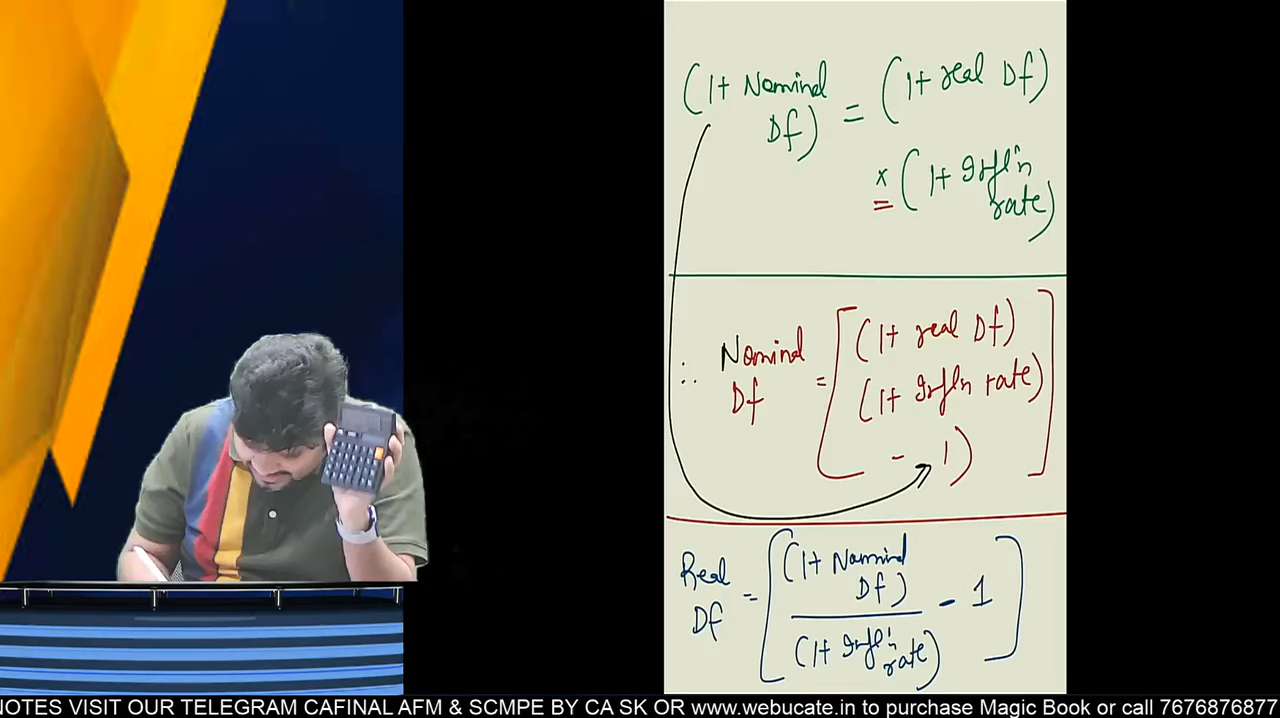 (1+ Nominal = (1+ real Df)
Df)
x (1+ Infl'n
rate)
∴ Nominal = [(1+ real Df)
Df (1+ Infln rate)
- 1)]
Real = [(1+ Nominal
Df Df) - 1]
(1+ Infl'n
rate)
NOTES VISIT OUR TELEGRAM CAFINAL AFM & SCMPE BY CA SK OR www.webucate.in to purchase Magic Book or call 7676876877